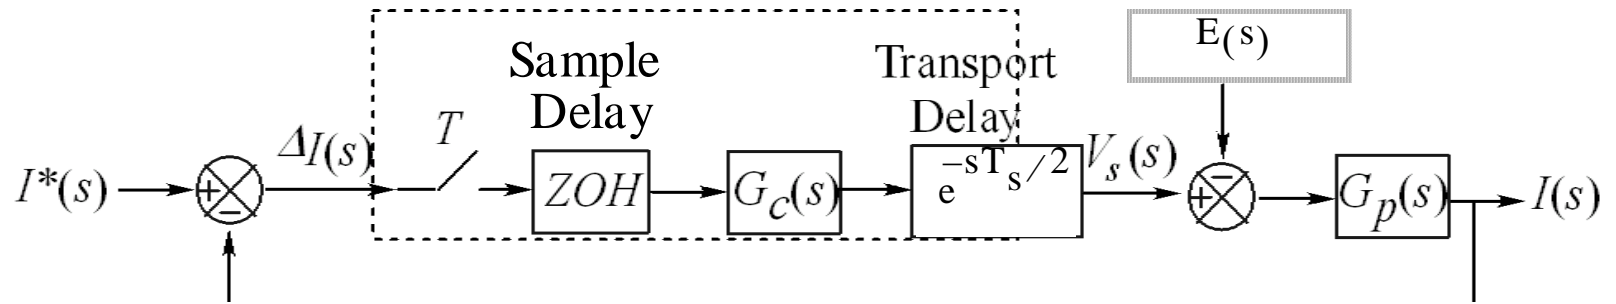 I*(s)
+
−
ΔI(s)
T
Sample
Delay
ZOH
G_c(s)
Transport
Delay
e^{-sT_s/2}
V_s(s)
E(s)
+
−
G_p(s)
I(s)